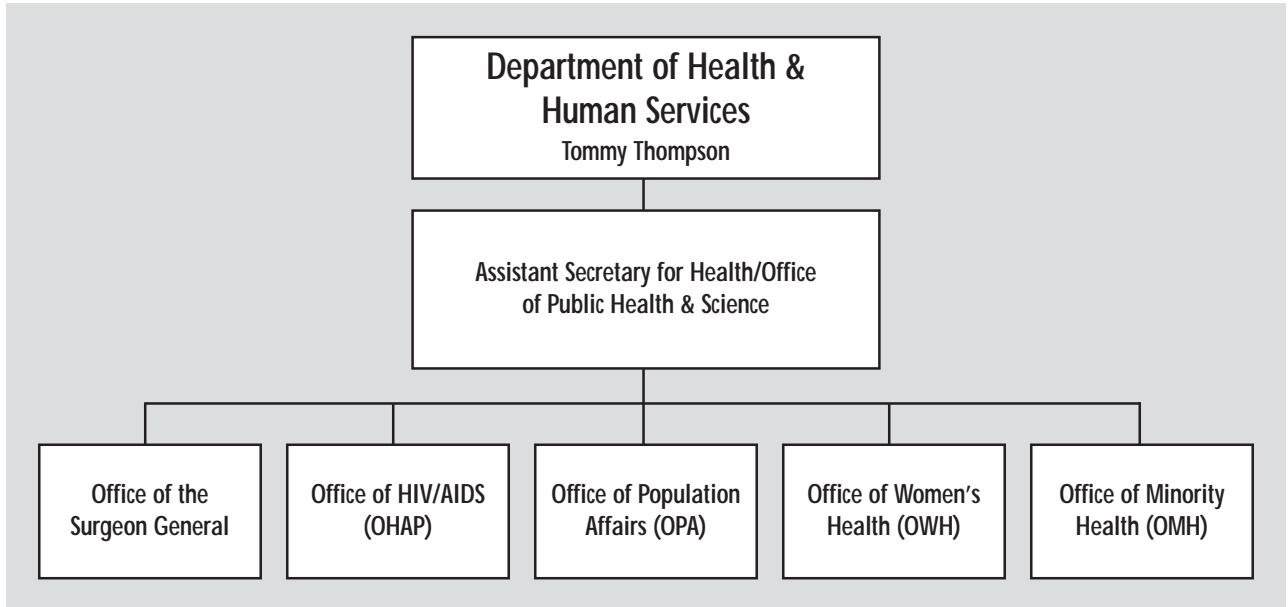 Department of Health &
Human Services
Tommy Thompson
Assistant Secretary for Health/Office
of Public Health & Science
Office of the
Surgeon General
Office of HIV/AIDS
(OHAP)
Office of Population
Affairs (OPA)
Office of Women's
Health (OWH)
Office of Minority
Health (OMH)